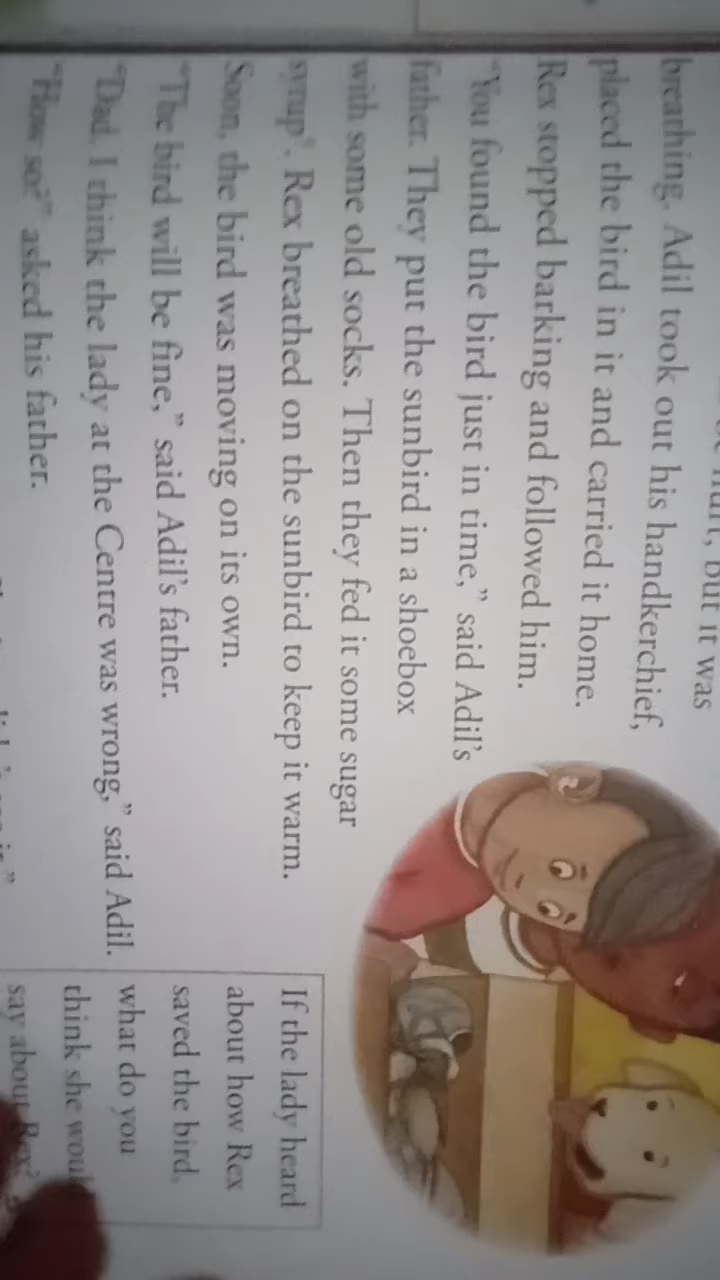 but it was
breathing. Adil took out his handkerchief,
placed the bird in it and carried it home.
Rex stopped barking and followed him.
“You found the bird just in time,” said Adil’s
father. They put the sunbird in a shoebox
with some old socks. Then they fed it some sugar
syrup. Rex breathed on the sunbird to keep it warm.
Soon, the bird was moving on its own.
“The bird will be fine,” said Adil’s father.
“Dad, I think the lady at the Centre was wrong,” said Adil.
“How so?” asked his father.
If the lady heard
about how Rex
saved the bird,
what do you
think she
say about Rex?